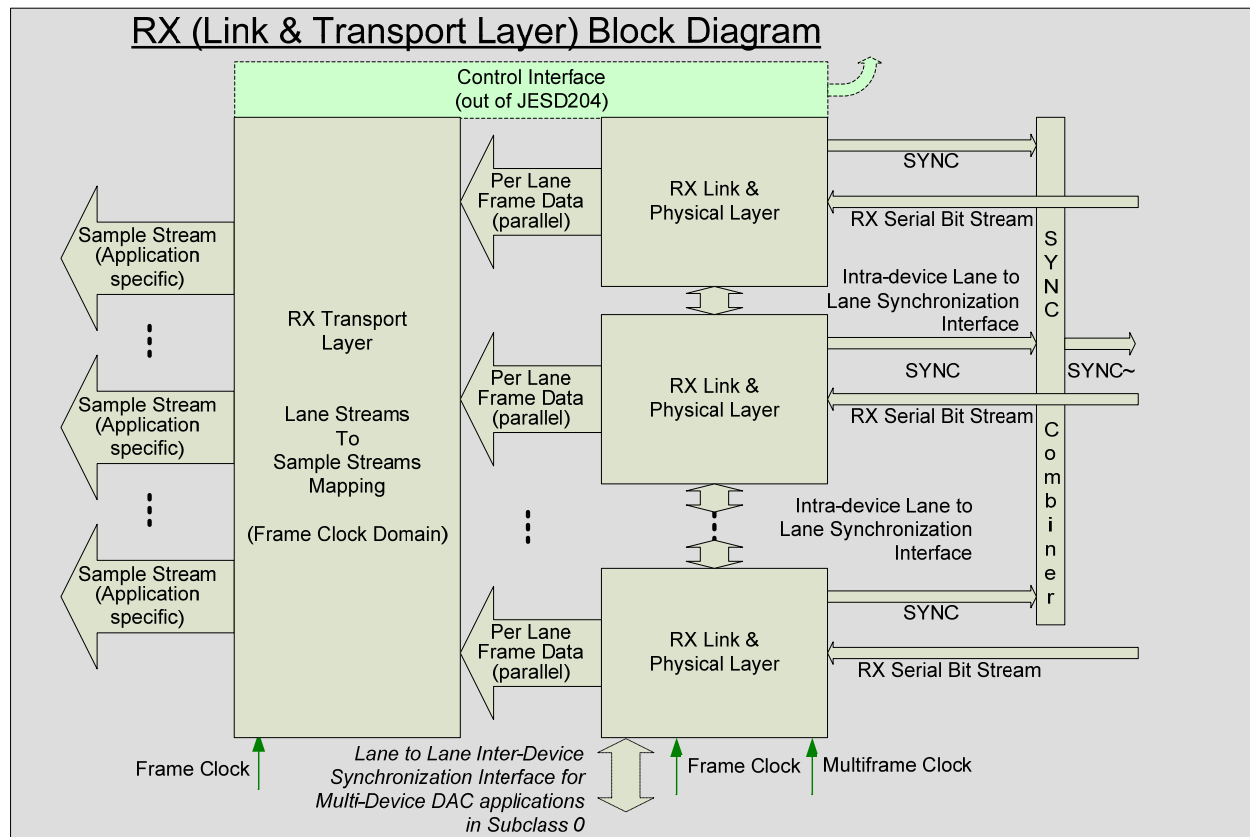 RX (Link & Transport Layer) Block Diagram
Control Interface
(out of JESD204)
Sample Stream
(Application
specific)
Sample Stream
(Application
specific)
Sample Stream
(Application
specific)
RX Transport
Layer
Lane Streams
To
Sample Streams
Mapping
(Frame Clock Domain)
Per Lane
Frame Data
(parallel)
Per Lane
Frame Data
(parallel)
Per Lane
Frame Data
(parallel)
RX Link &
Physical Layer
RX Link &
Physical Layer
RX Link &
Physical Layer
SYNC
RX Serial Bit Stream
Intra-device Lane to
Lane Synchronization
Interface
SYNC
RX Serial Bit Stream
Intra-device Lane to
Lane Synchronization
Interface
SYNC
RX Serial Bit Stream
SYNC Combiner
SYNC~
Frame Clock
Lane to Lane Inter-Device
Synchronization Interface for
Multi-Device DAC applications
in Subclass 0
Frame Clock
Multiframe Clock